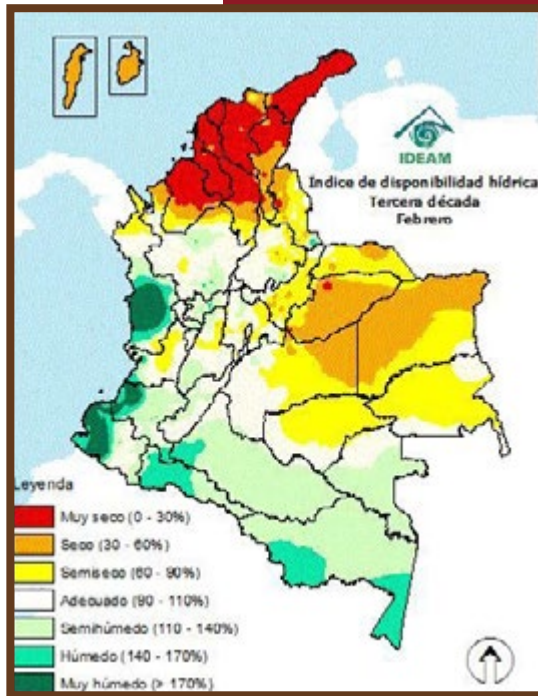 IDEAM
Índice de disponibilidad hídrica
Tercera década
Febrero
Leyenda
Muy seco (0 - 30%)
Seco (30 - 60%)
Semiseco (60 - 90%)
Adecuado (90 - 110%)
Semihúmedo (110 - 140%)
Húmedo (140 - 170%)
Muy húmedo (> 170%)